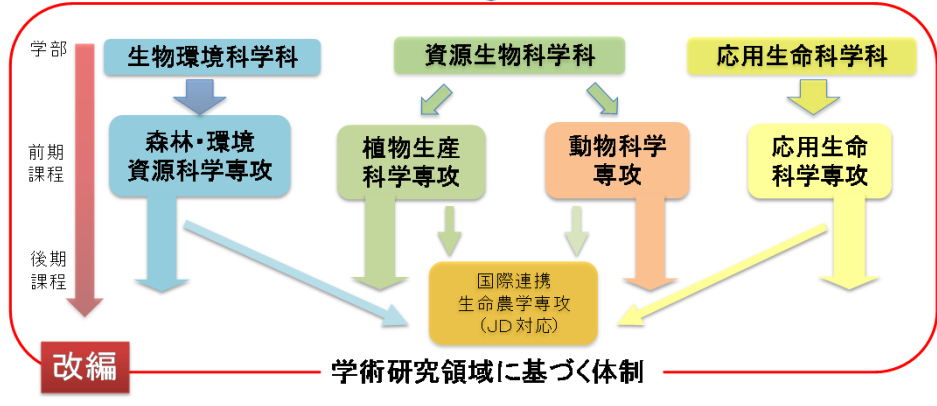 学部
生物環境科学科
資源生物科学科
応用生命科学科
前期
課程
森林・環境
資源科学専攻
植物生産
科学専攻
動物科学
専攻
応用生命
科学専攻
後期
課程
国際連携
生命農学専攻
（JD対応）
改編
学術研究領域に基づく体制